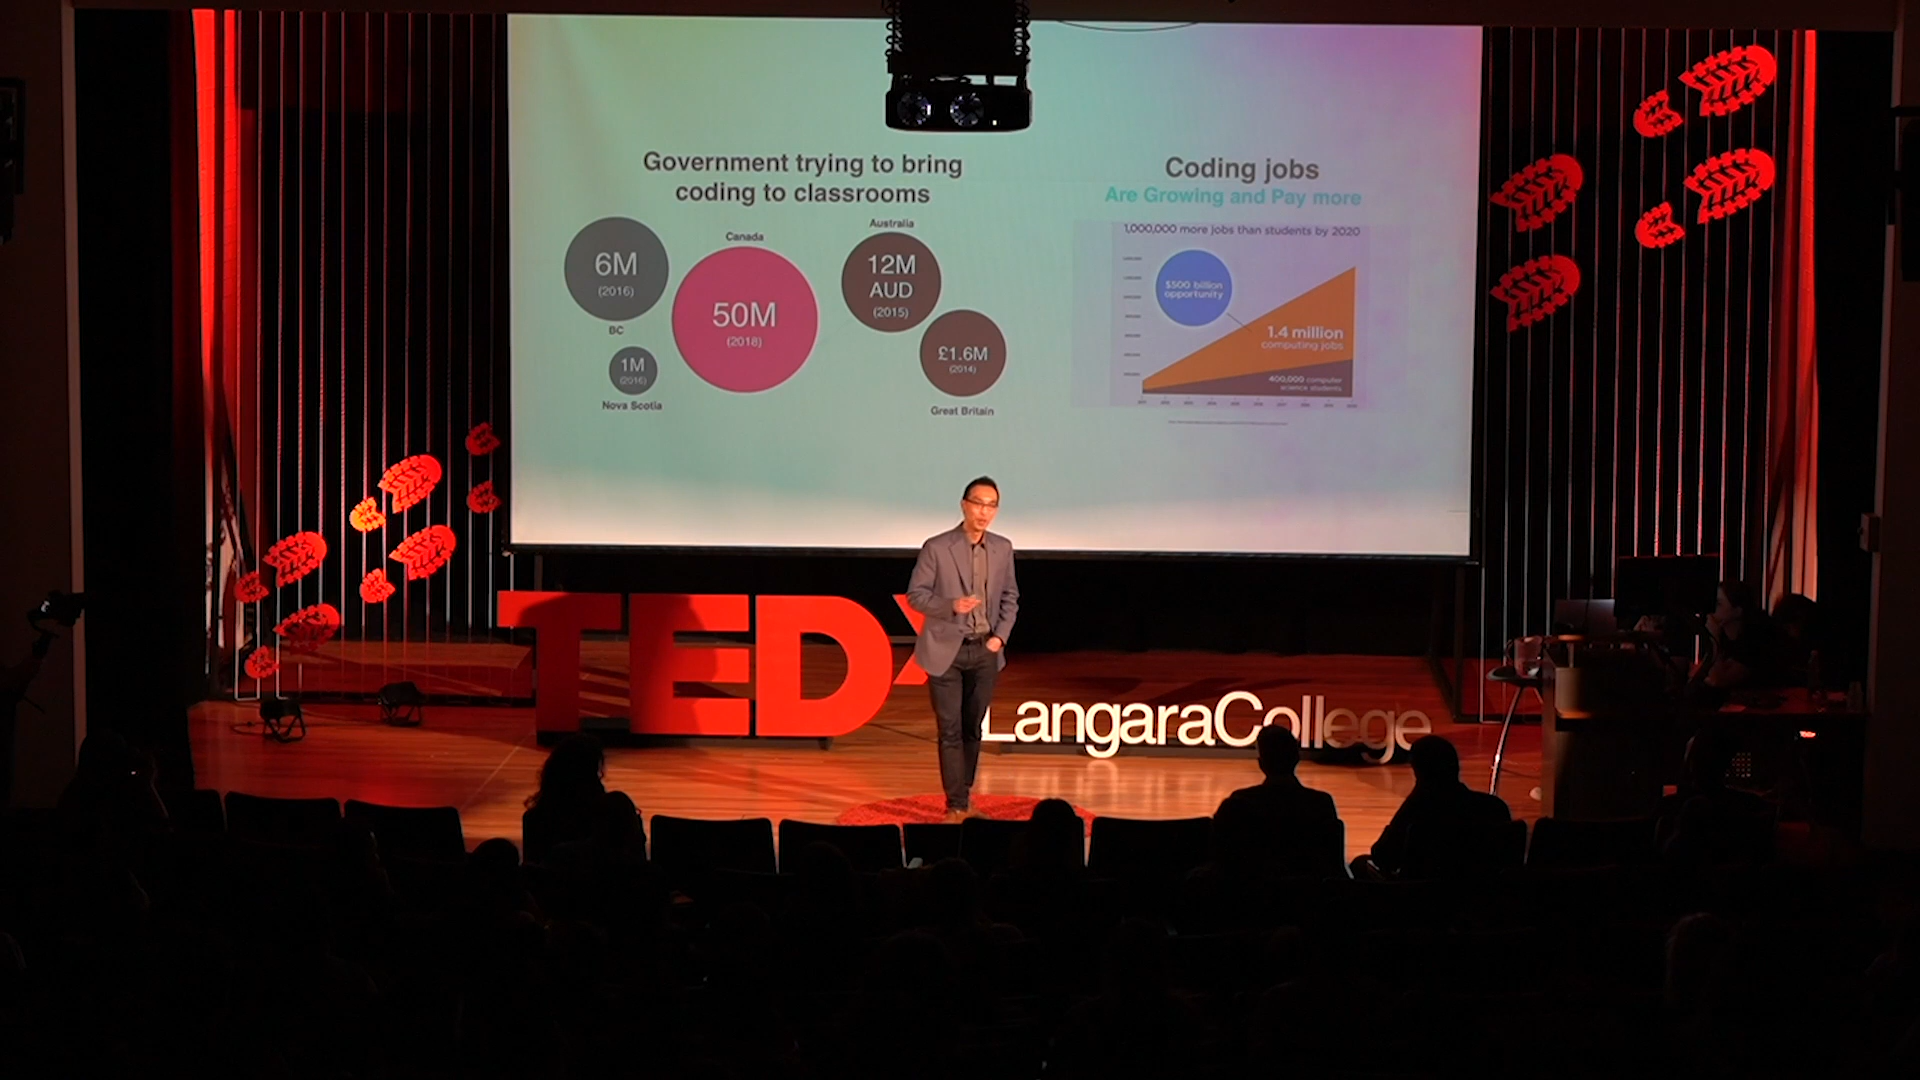 Government trying to bring
coding to classrooms
6M
(2016)
BC
1M
(2016)
Nova Scotia
Canada
50M
(2018)
Australia
12M
AUD
(2015)
£1.6M
(2014)
Great Britain
Coding jobs
Are Growing and Pay more
1,000,000 more jobs than students by 2020
$500 billion
opportunity
1.4 million
computing jobs
400,000 computer
science students
TEDx
LangaraCollege